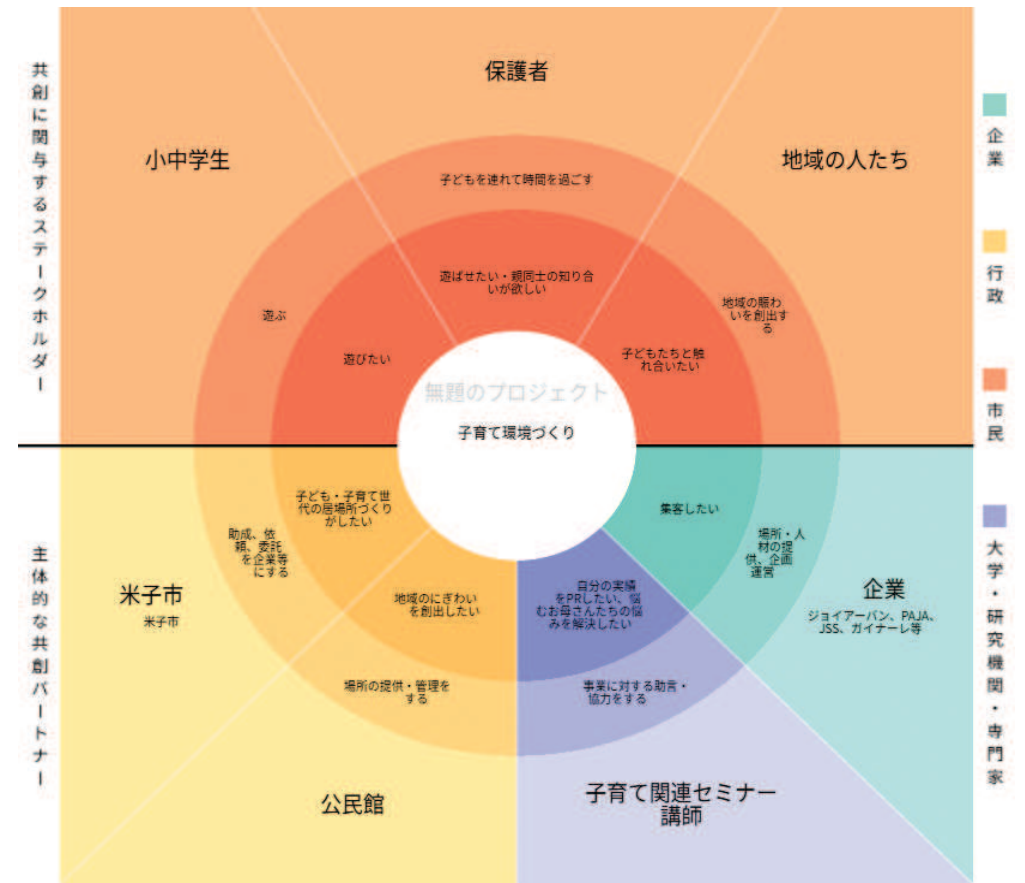 共創に関与するステークホルダー
保護者
小中学生
地域の人たち
子どもを連れて時間を過ごす
遊ばせたい・親同士の知り合
いが欲しい
遊ぶ
遊びたい
地域の賑わ
いを創出す
る
子どもたちと触
れ合いたい
無題のプロジェクト
子育て環境づくり
企業
行政
市民
大学・研究機関・専門家
主体的な共創パートナー
子ども・子育て世
代の居場所づくり
がしたい
助成、依
頼、委託
を企業等
にする
米子市
米子市
地域のにぎわい
を創出したい
場所の提供・管理を
する
公民館
自分の実績
をPRしたい、悩
むお母さんたちの悩
みを解決したい
事業に対する助言・
協力をする
子育て関連セミナー
講師
集客したい
場所・人
材の提
供、企画
運営
企業
ジョイアーバン、PAJA、
JSS、ガイナーレ等